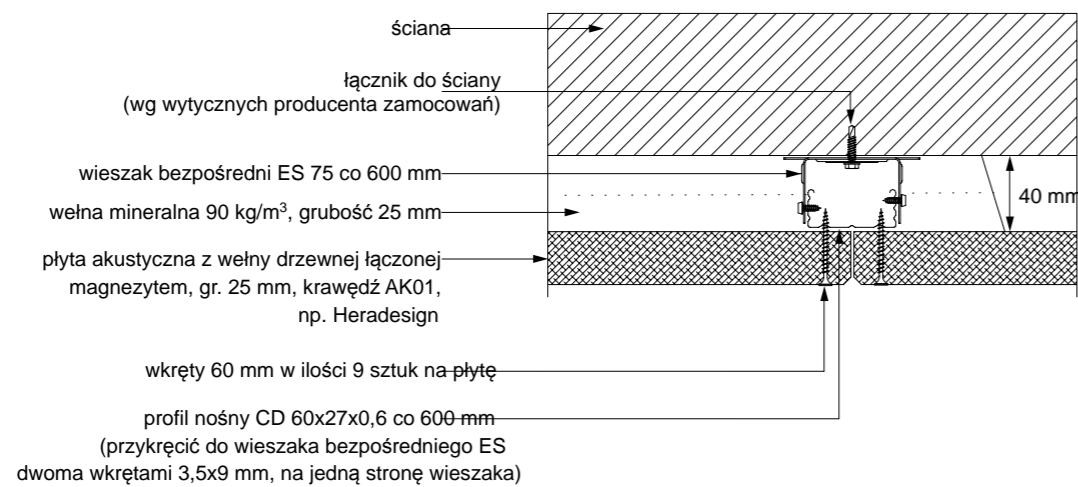 ściana
łącznik do ściany
(wg wytycznych producenta zamocowań)
wieszak bezpośredni ES 75 co 600 mm
wełna mineralna 90 kg/m³, grubość 25 mm
40 mm
płyta akustyczna z wełny drzewnej łączonej
magnezytem, gr. 25 mm, krawędź AK01,
np. Heradesign
wkręty 60 mm w ilości 9 sztuk na płytę
profil nośny CD 60x27x0,6 co 600 mm
(przykręcić do wieszaka bezpośredniego ES
dwoma wkrętami 3,5x9 mm, na jedną stronę wieszaka)